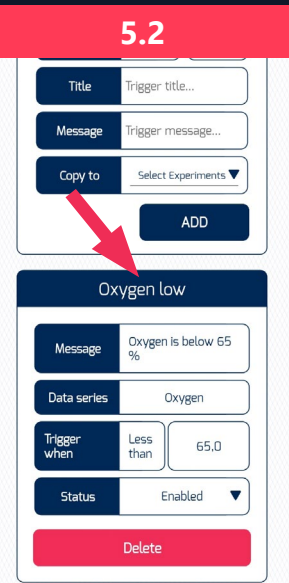 5.2
Title Trigger title...
Message Trigger message...
Copy to Select Experiments
ADD
Oxygen low
Message Oxygen is below 65
%
Data series Oxygen
Trigger
when Less
than 65,0
Status Enabled
Delete